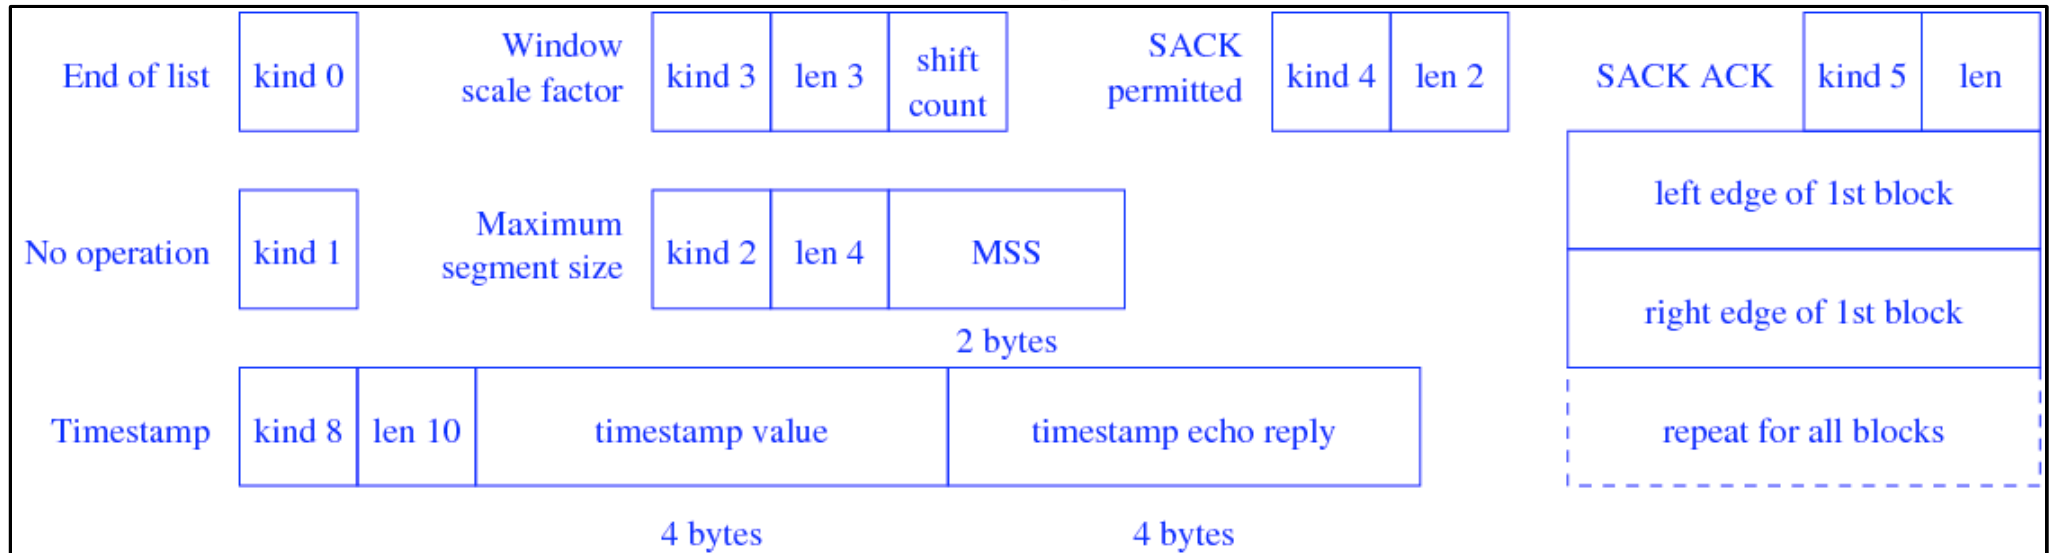 End of list
kind 0
Window
scale factor
kind 3
len 3
shift
count
SACK
permitted
kind 4
len 2
SACK ACK
kind 5
len
left edge of 1st block
right edge of 1st block
repeat for all blocks
No operation
kind 1
Maximum
segment size
kind 2
len 4
MSS
2 bytes
Timestamp
kind 8
len 10
timestamp value
timestamp echo reply
4 bytes
4 bytes